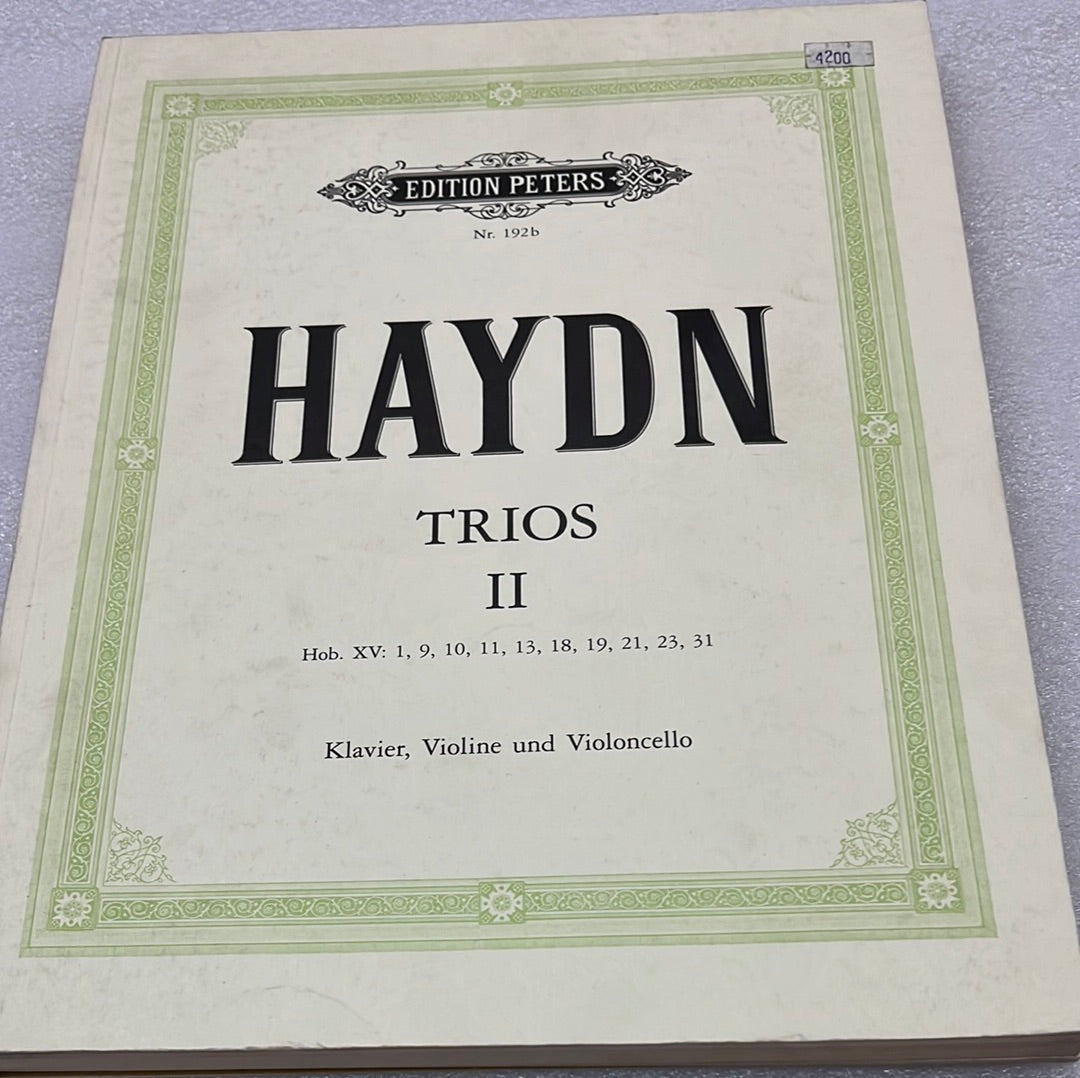 4200
EDITION PETERS
Nr. 192b
HAYDN
TRIOS
II
Hob. XV: 1, 9, 10, 11, 13, 18, 19, 21, 23, 31
Klavier, Violine und Violoncello